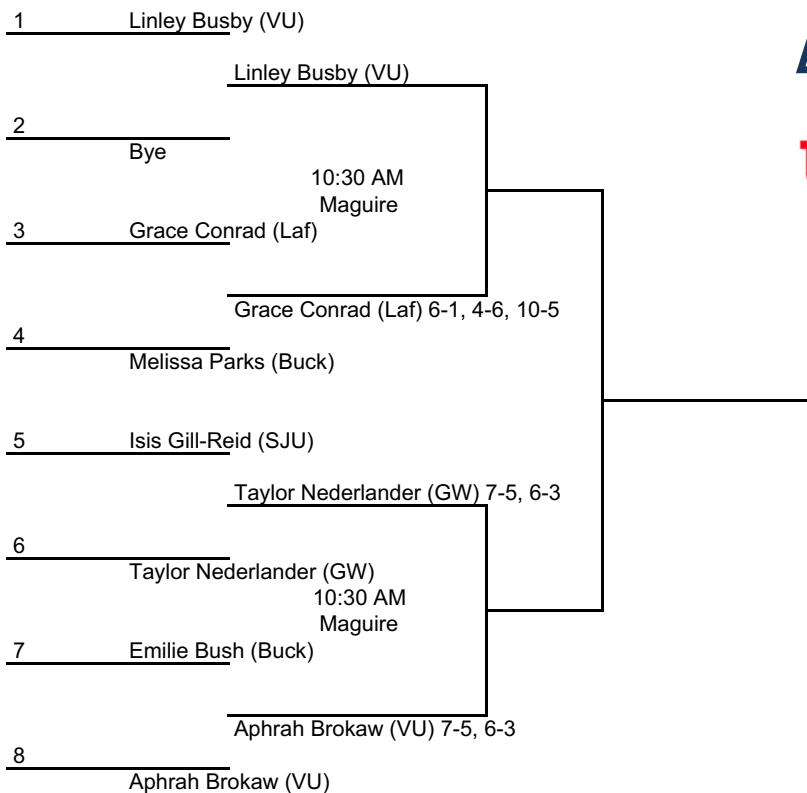 1 Linley Busby (VU)
Linley Busby (VU)
2
Bye
10:30 AM
Maguire
3 Grace Conrad (Laf)
Grace Conrad (Laf) 6-1, 4-6, 10-5
4
Melissa Parks (Buck)
5 Isis Gill-Reid (SJU)
Taylor Nederlander (GW) 7-5, 6-3
6
Taylor Nederlander (GW)
10:30 AM
Maguire
7 Emilie Bush (Buck)
Aphrah Brokaw (VU) 7-5, 6-3
8
Aphrah Brokaw (VU)